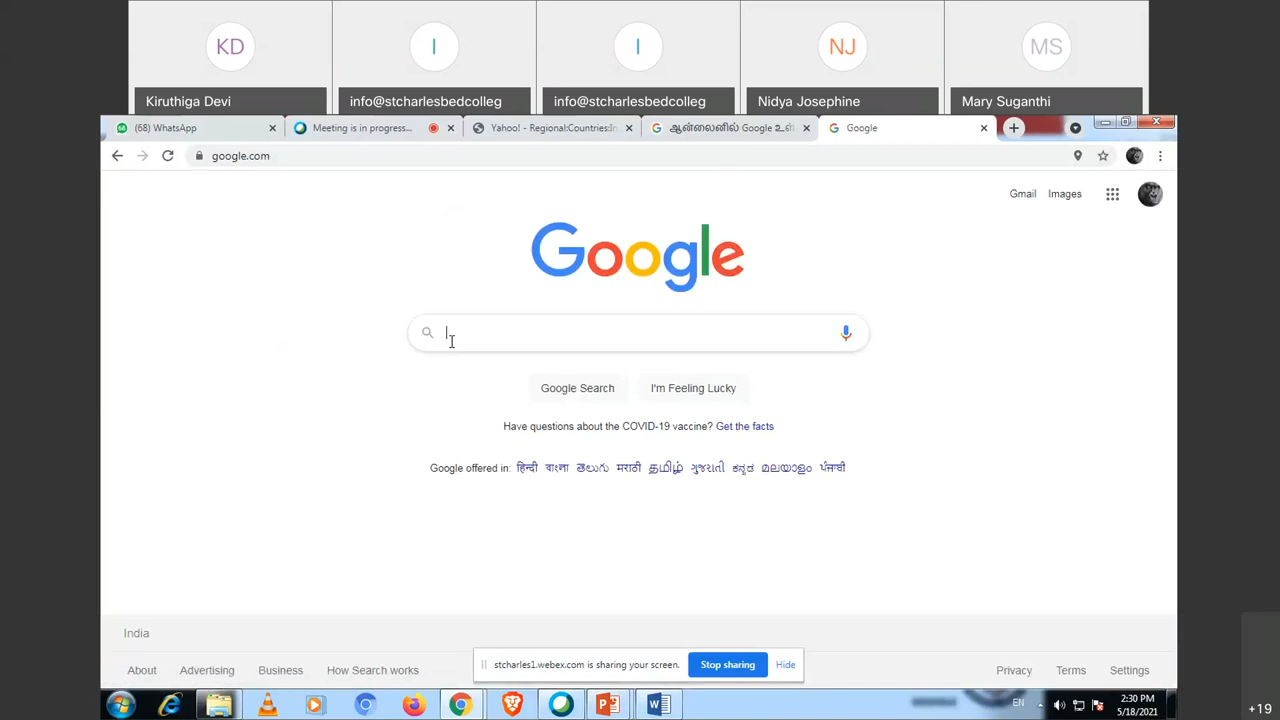 KD I I NJ MS
Kiruthiga Devi info@stcharlesbedcolleg info@stcharlesbedcolleg Nidya Josephine Mary Suganthi
(68) WhatsApp Meeting is in progress... Yahoo! - Regional:Countries:In ஆன்லைனில் Google உள் Google
google.com
Gmail Images
Google
Google Search I'm Feeling Lucky
Have questions about the COVID-19 vaccine? Get the facts
Google offered in: हिन्दी বাংলা తెలుగు मराठी தமிழ் ગુજરાતી ಕನ್ನಡ മലയാളം ਪੰਜਾਬੀ
India
stcharles1.webex.com is sharing your screen. Stop sharing Hide
About Advertising Business How Search works Privacy Terms Settings
EN 2:30 PM
5/18/2021
+19